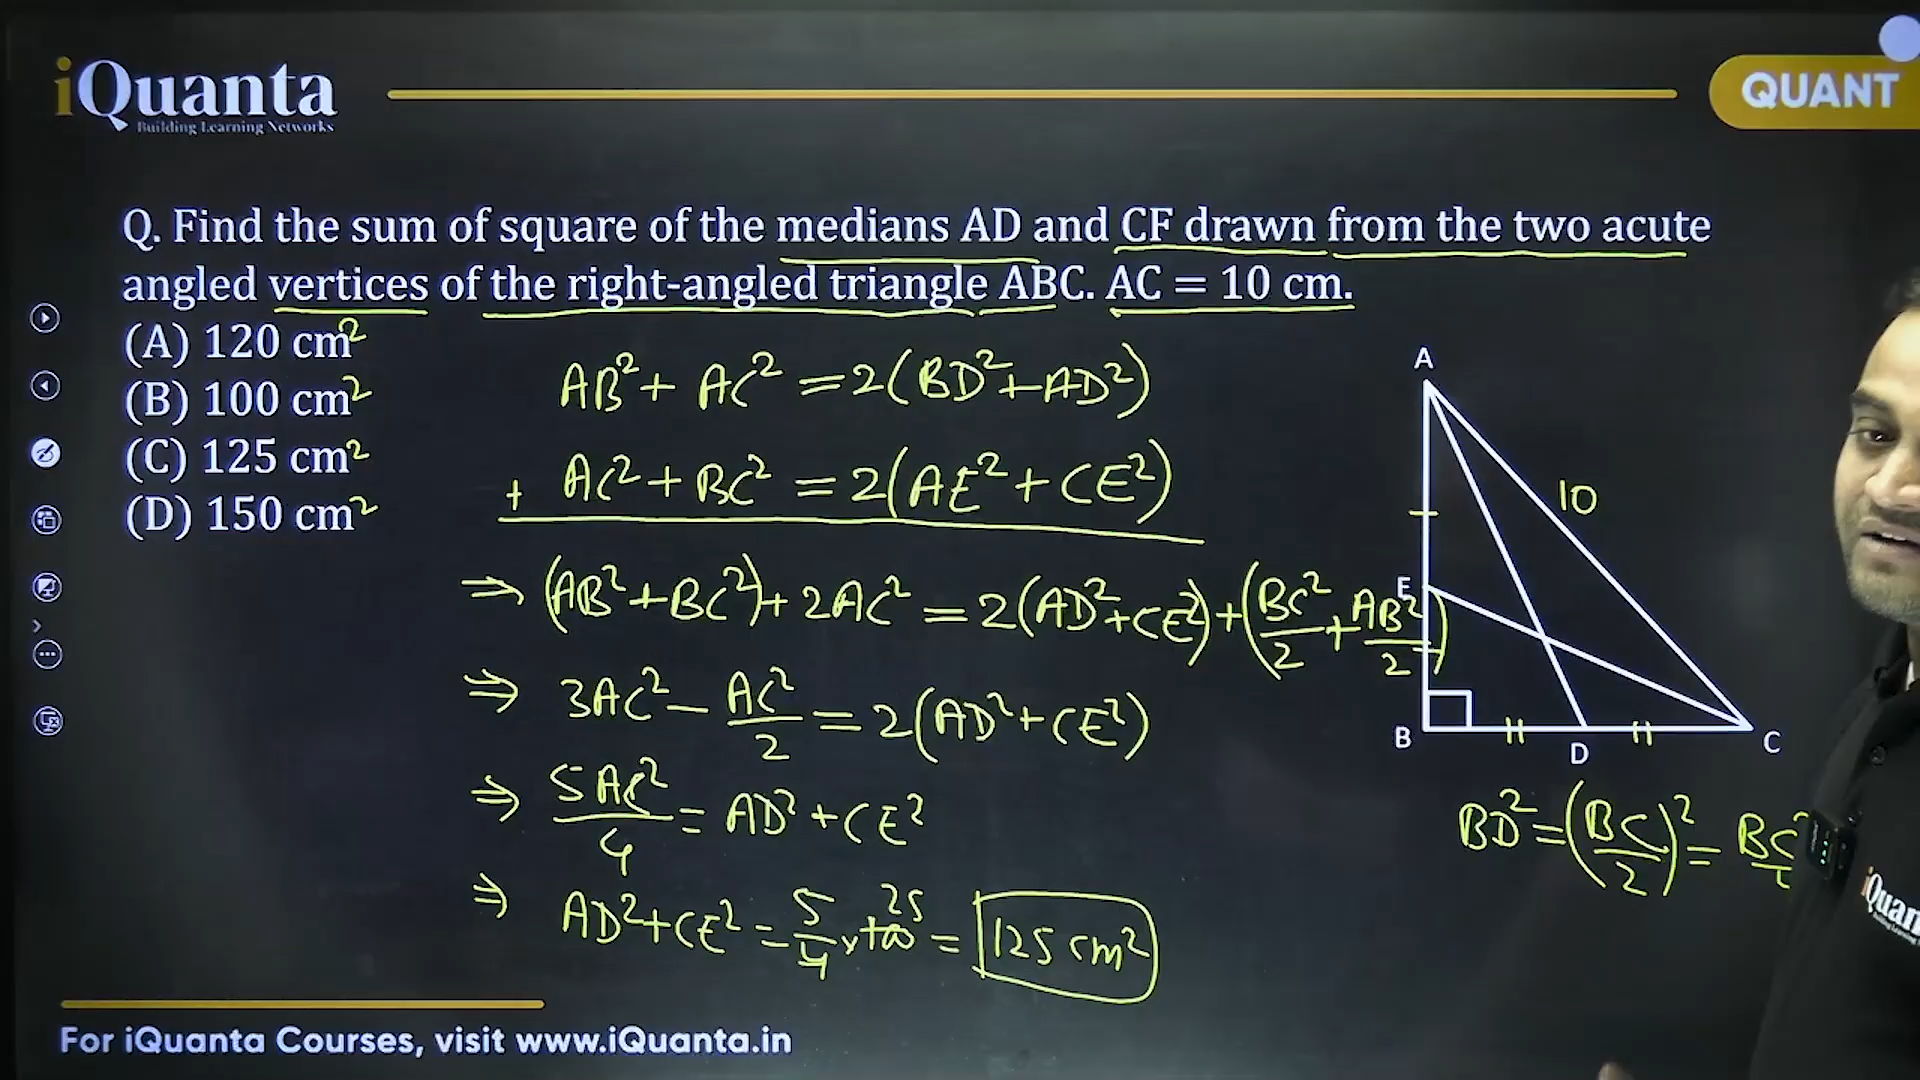 iQuanta
Building Learning Networks
QUANT
Q. Find the sum of square of the medians AD and CF drawn from the two acute
angled vertices of the right-angled triangle ABC. AC = 10 cm.
(A) 120 cm²
(B) 100 cm²
(C) 125 cm²
(D) 150 cm²
AB² + AC² = 2(BD² + AD²)
+ AC² + BC² = 2(AE² + CE²)
⇒ (AB² + BC²) + 2AC² = 2(AD² + CE²) + (BC²/2 + AB²/2)
⇒ 3AC² − AC²/2 = 2(AD² + CE²)
⇒ 5AC²/4 = AD² + CE²
⇒ AD² + CE² = 5/4 × 100 25 = 125 cm²
A
10
E
B
D
C
BD² = (BC/2)² = BC
iQuan
For iQuanta Courses, visit www.iQuanta.in